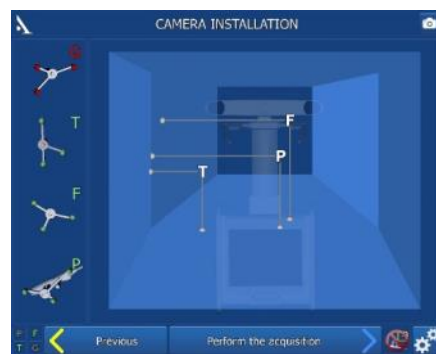 CAMERA INSTALLATION
G
T
F
P
F
P
T
P F
T G
Previous
Perform the acquisition